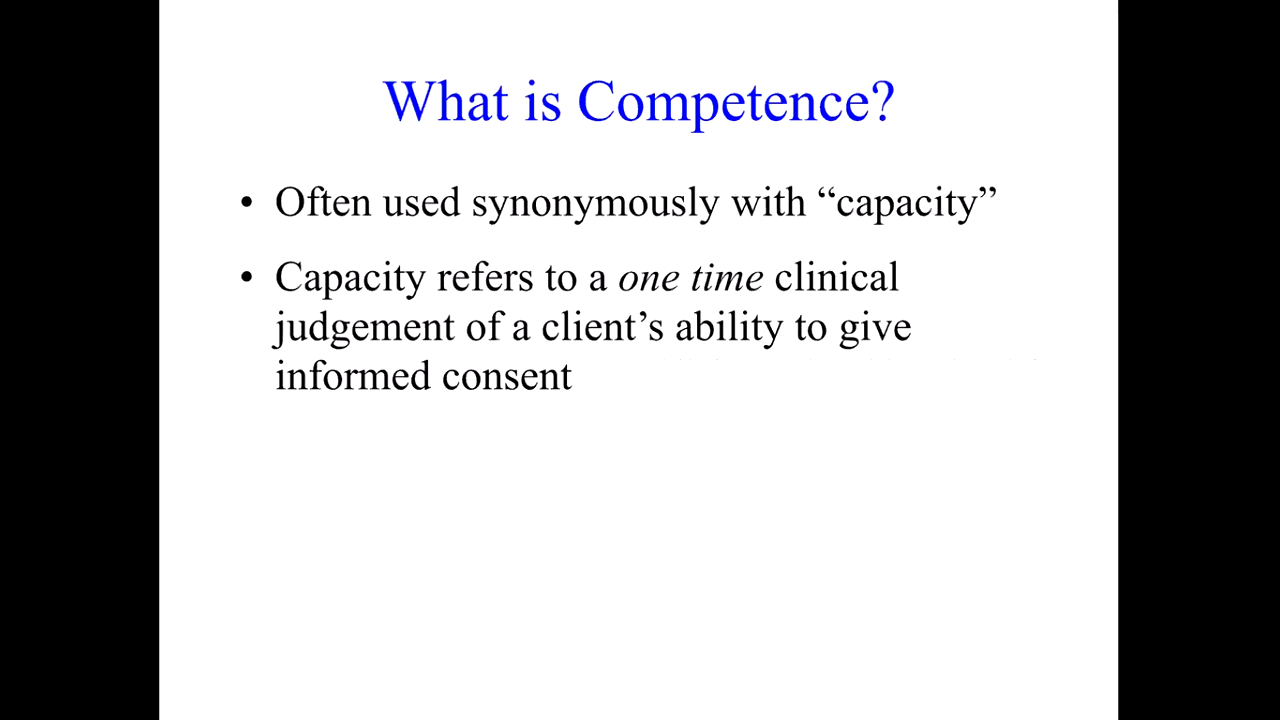 What is Competence?
• Often used synonymously with “capacity”
• Capacity refers to a one time clinical
judgement of a client’s ability to give
informed consent